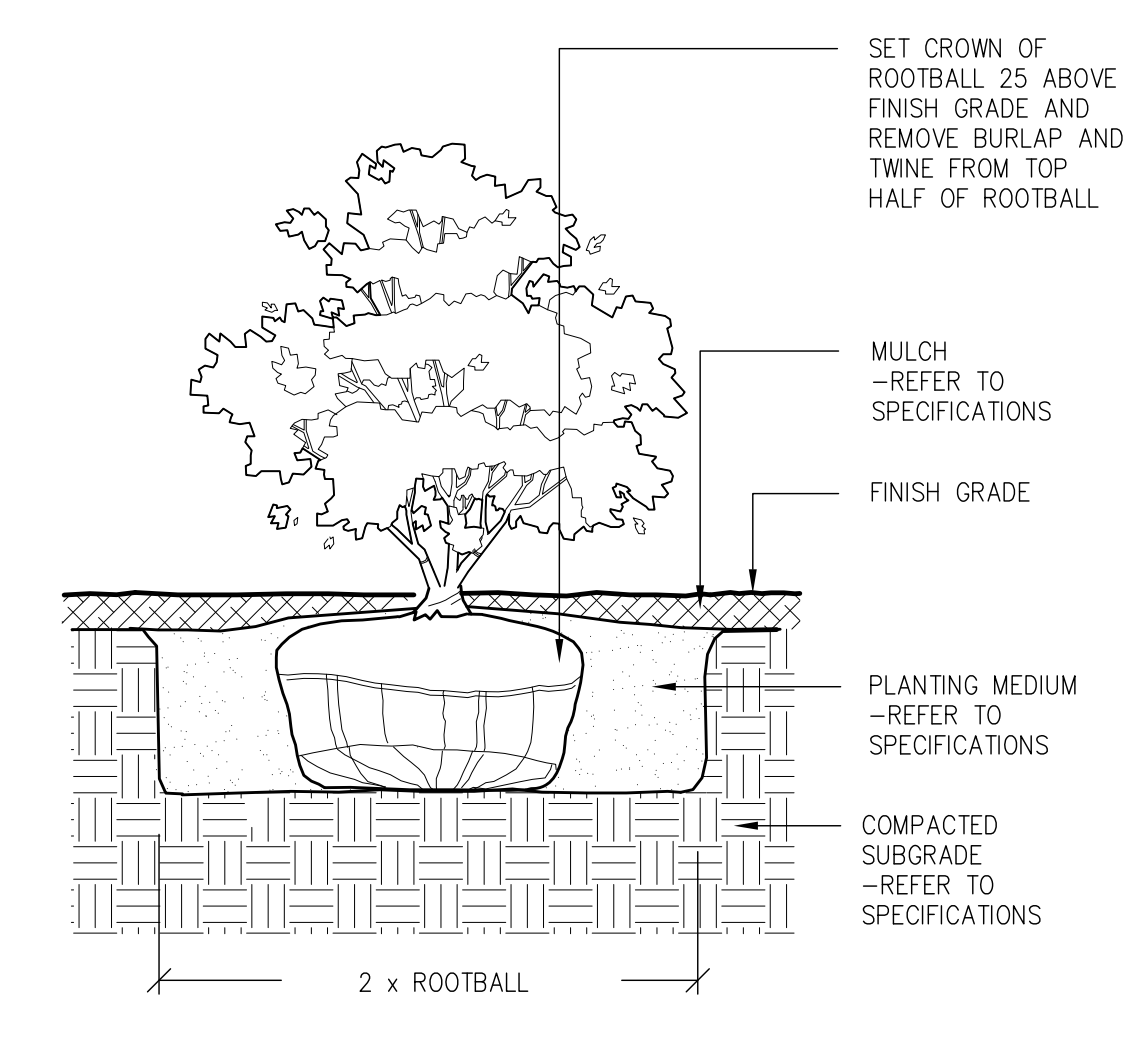 SET CROWN OF
ROOTBALL 25 ABOVE
FINISH GRADE AND
REMOVE BURLAP AND
TWINE FROM TOP
HALF OF ROOTBALL
MULCH
-REFER TO
SPECIFICATIONS
FINISH GRADE
PLANTING MEDIUM
-REFER TO
SPECIFICATIONS
COMPACTED
SUBGRADE
-REFER TO
SPECIFICATIONS
2 x ROOTBALL